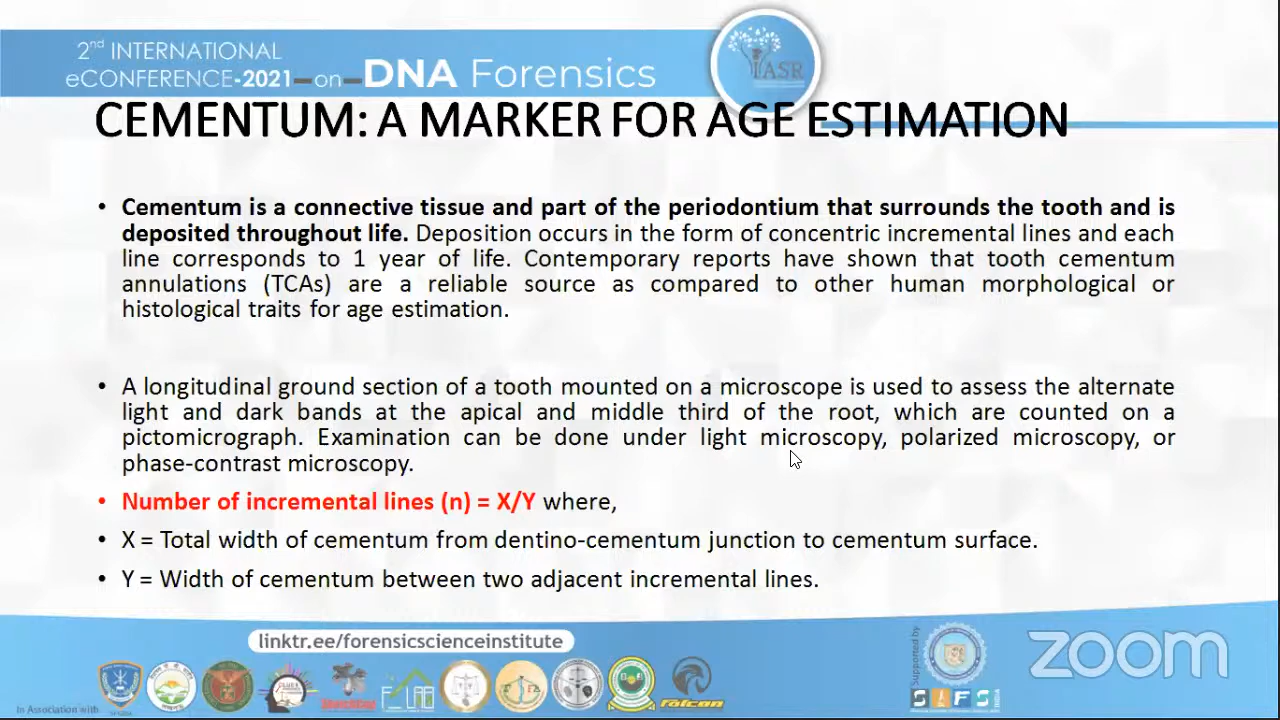 2nd INTERNATIONAL
eCONFERENCE-2021-on-DNA Forensics
IASR
CEMENTUM: A MARKER FOR AGE ESTIMATION
• Cementum is a connective tissue and part of the periodontium that surrounds the tooth and is
deposited throughout life. Deposition occurs in the form of concentric incremental lines and each
line corresponds to 1 year of life. Contemporary reports have shown that tooth cementum
annulations (TCAs) are a reliable source as compared to other human morphological or
histological traits for age estimation.
• A longitudinal ground section of a tooth mounted on a microscope is used to assess the alternate
light and dark bands at the apical and middle third of the root, which are counted on a
pictomicrograph. Examination can be done under light microscopy, polarized microscopy, or
phase-contrast microscopy.
• Number of incremental lines (n) = X/Y where,
• X = Total width of cementum from dentino-cementum junction to cementum surface.
• Y = Width of cementum between two adjacent incremental lines.
linktr.ee/forensicscienceinstitute
In Association with
falcon
Supported by
SIFS
zoom